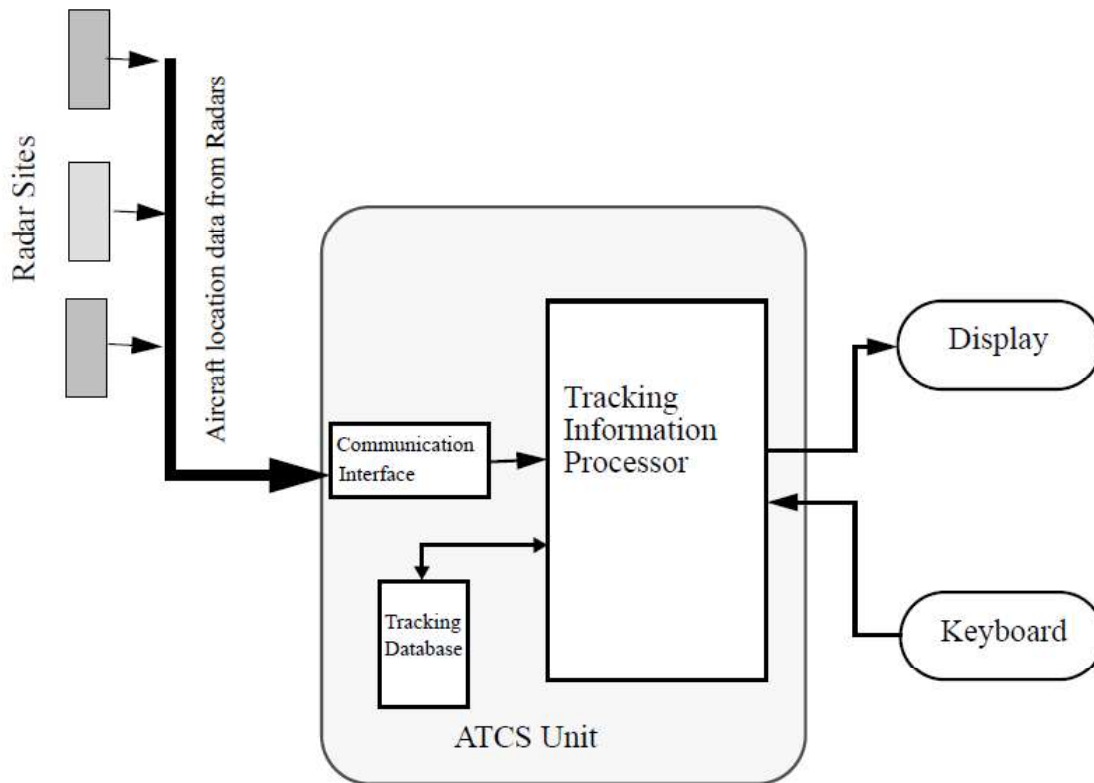 Radar Sites
Aircraft location data from Radars
Communication
Interface
Tracking
Information
Processor
Tracking
Database
ATCS Unit
Display
Keyboard